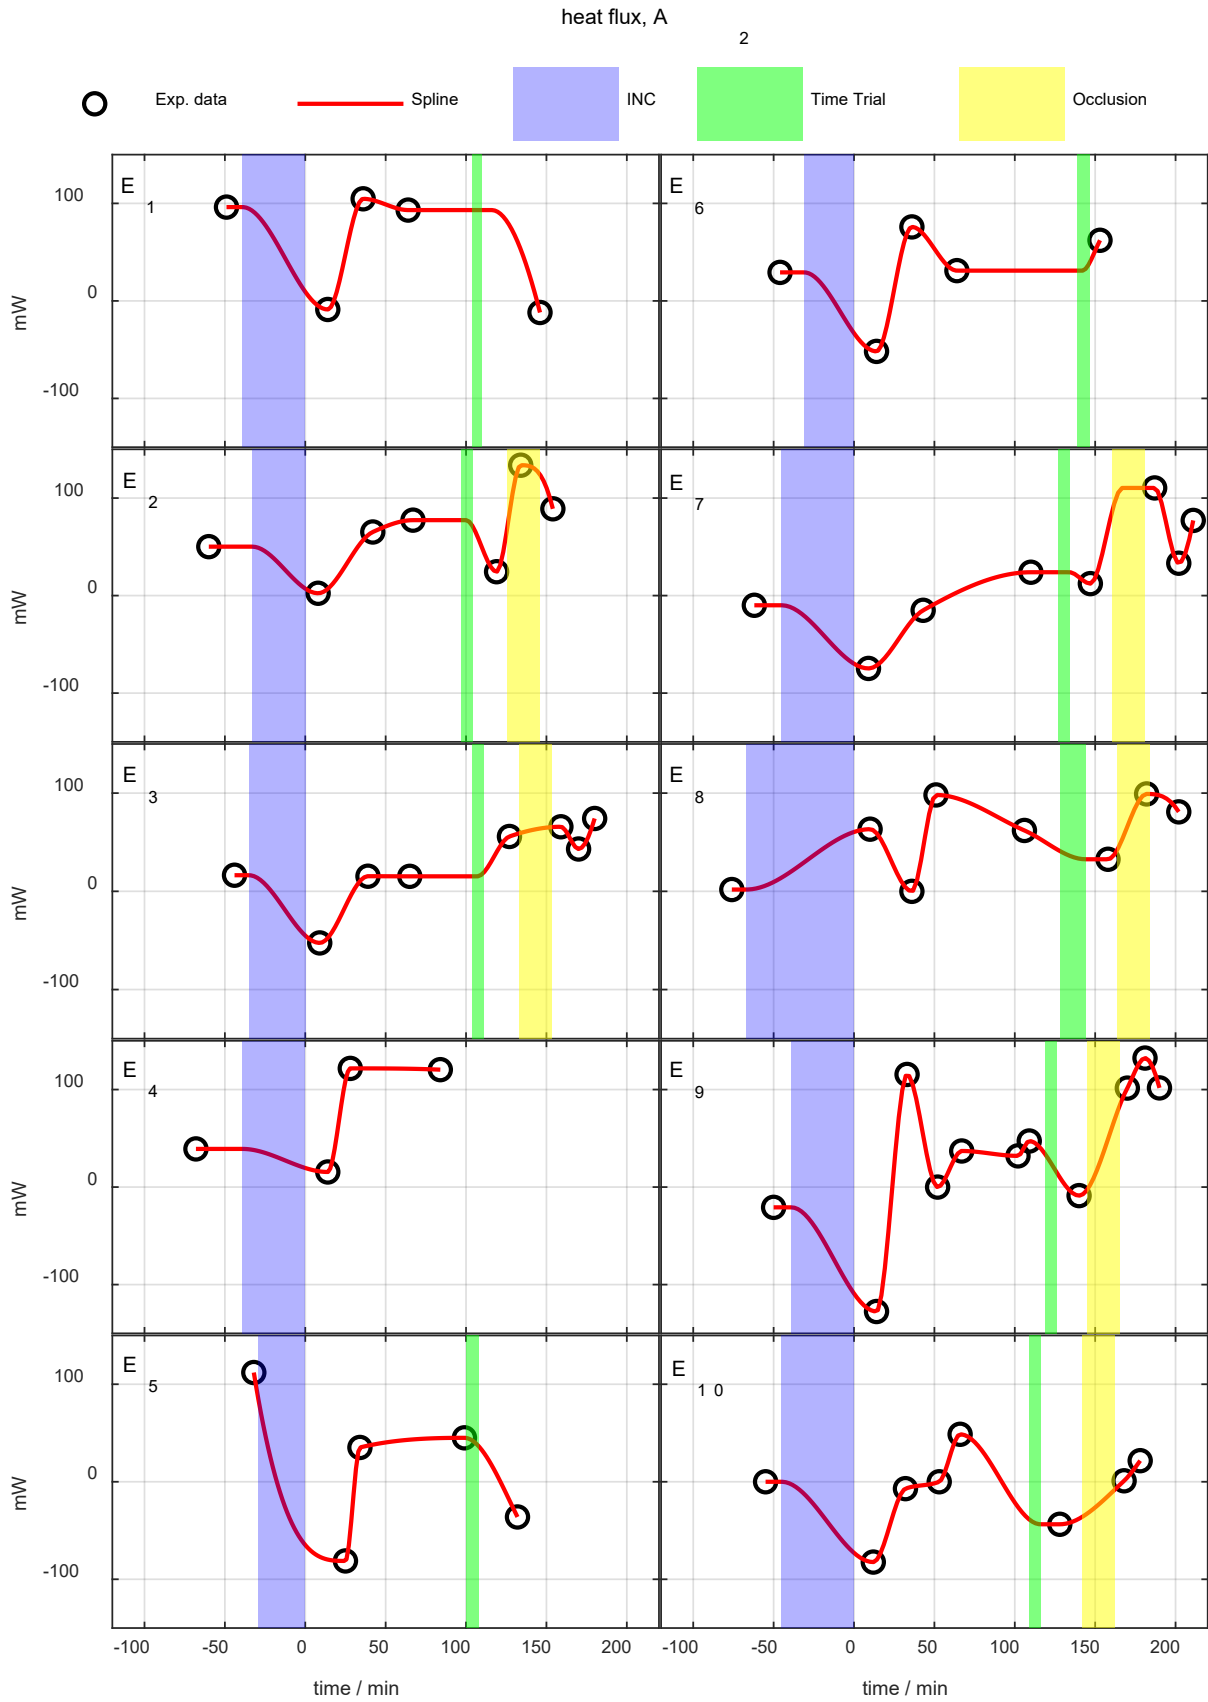 heat flux, A
2
Exp. data Spline INC Time Trial Occlusion
E 1 E 6
100
0
-100
mW
E 2 E 7
100
0
-100
mW
E 3 E 8
100
0
-100
mW
E 4 E 9
100
0
-100
mW
E 5 E 1 0
100
0
-100
mW
-100 -50 0 50 100 150 200 -100 -50 0 50 100 150 200
time / min time / min